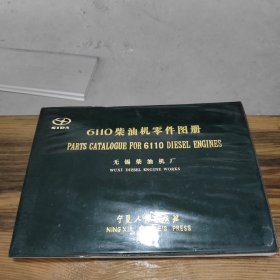 6110柴油机零件图册
PARTS CATALOGUE FOR 6110 DIESEL ENGINES
无锡柴油机厂
WUXI DIESEL ENGINE WORKS
宁夏人民出版社
NINGXIA PEOPLE'S PRESS